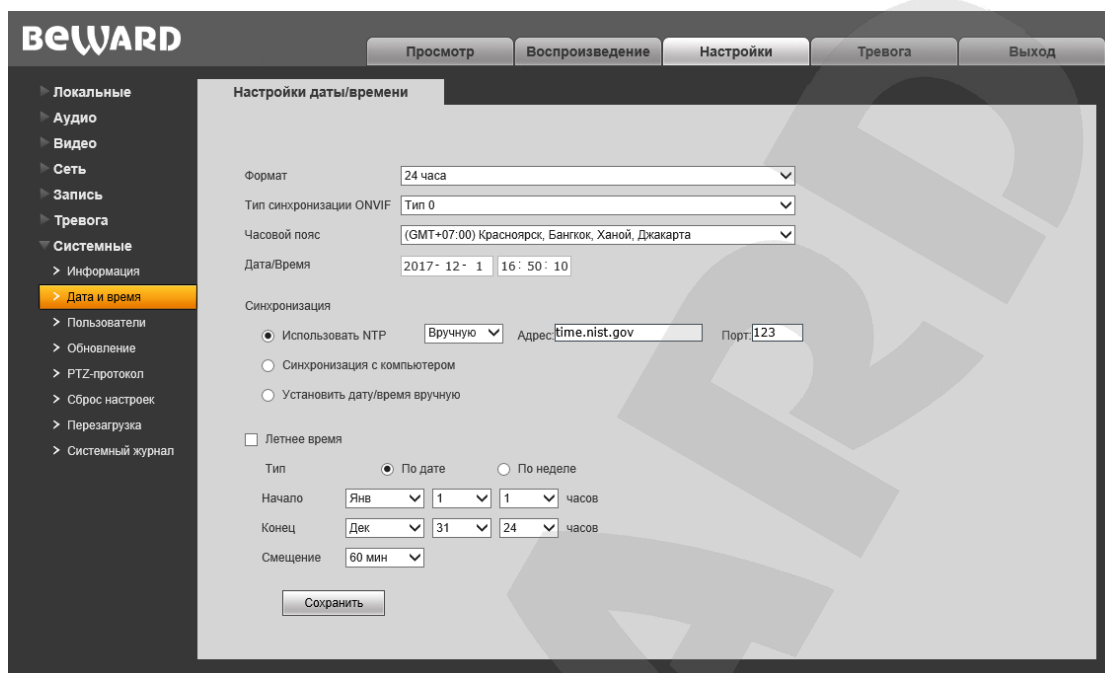 BEWARD
Просмотр Воспроизведение Настройки Тревога Выход
Локальные
Аудио
Видео
Сеть
Запись
Тревога
Системные
> Информация
> Дата и время
> Пользователи
> Обновление
> PTZ-протокол
> Сброс настроек
> Перезагрузка
> Системный журнал
Настройки даты/времени
Формат 24 часа
Тип синхронизации ONVIF Тип 0
Часовой пояс (GMT+07:00) Красноярск, Бангкок, Ханой, Джакарта
Дата/Время 2017- 12- 1 16: 50: 10
Синхронизация
Использовать NTP Вручную Адрес:time.nist.gov Порт:123
Синхронизация с компьютером
Установить дату/время вручную
Летнее время
Тип По дате По неделе
Начало Янв 1 1 часов
Конец Дек 31 24 часов
Смещение 60 мин
Сохранить